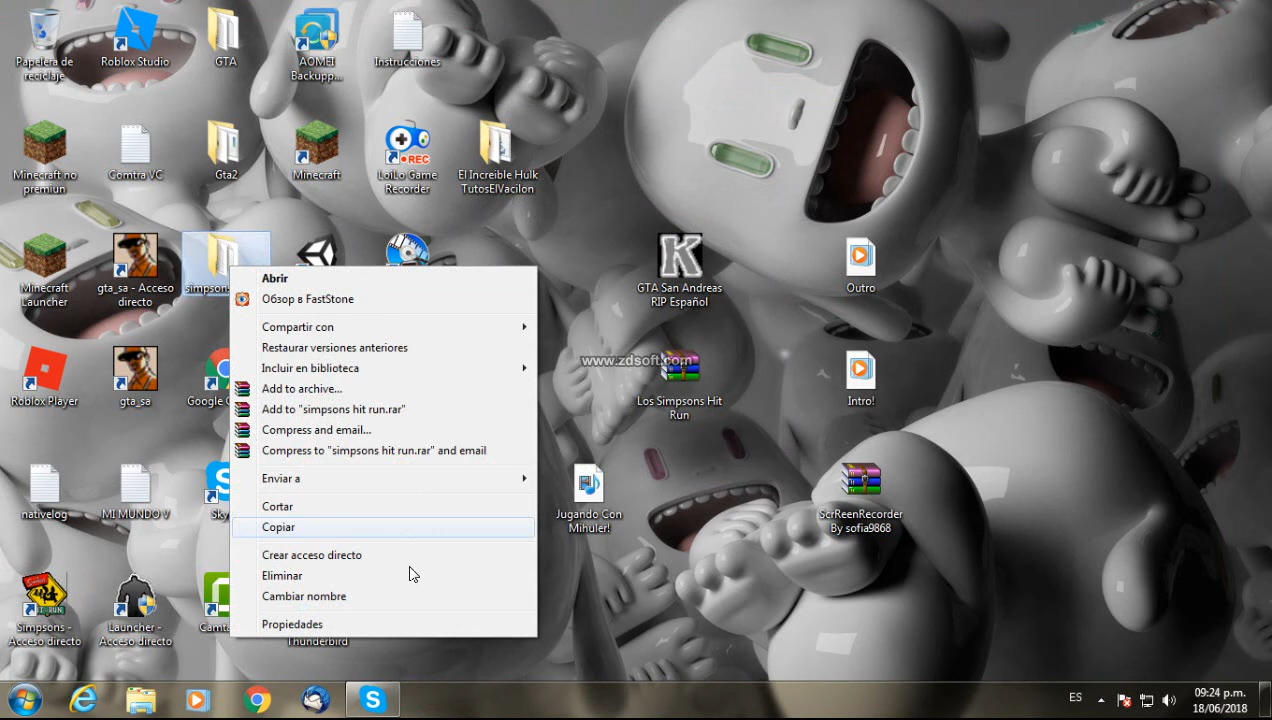 Papelera de
reciclaje
Roblox Studio
GTA
AOMEI
Backupp...
Instrucciones
Minecraft no
premiun
Comtra VC
Gta2
Minecraft
REC
LoiLo Game
Recorder
El Increible Hulk
TutosElVacilon
Minecraft
Launcher
gta_sa - Acceso
directo
simpsons
K
GTA San Andreas
RIP Español
Outro
Abrir
Обзор в FastStone
Compartir con
Restaurar versiones anteriores
Incluir en biblioteca
Add to archive...
Add to "simpsons hit run.rar"
Compress and email...
Compress to "simpsons hit run.rar" and email
Enviar a
Cortar
Copiar
Crear acceso directo
Eliminar
Cambiar nombre
Propiedades
www.zdsoft.com
Roblox Player
gta_sa
Google
Los Simpsons Hit
Run
Intro!
nativelog
MI MUNDO V
Sky
Jugando Con
Mihuler!
ScrReenRecorder
By sofia9868
Simpsons -
Acceso directo
Launcher -
Acceso directo
Camt
Thunderbird
ES
09:24 p.m.
18/06/2018